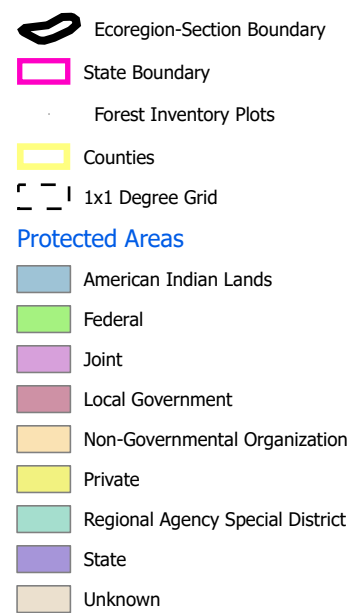 Ecoregion-Section Boundary
State Boundary
Forest Inventory Plots
Counties
1x1 Degree Grid
Protected Areas
American Indian Lands
Federal
Joint
Local Government
Non-Governmental Organization
Private
Regional Agency Special District
State
Unknown